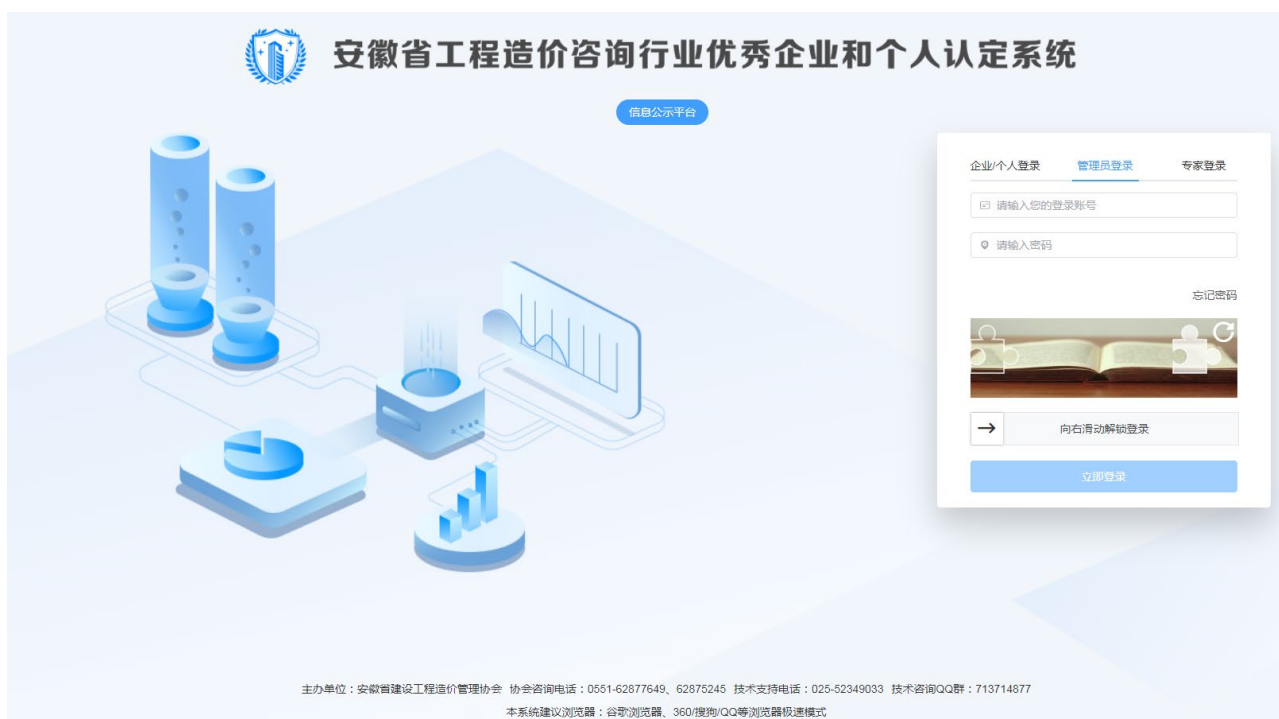 安徽省工程造价咨询行业优秀企业和个人认定系统
信息公示平台
企业/个人登录 管理员登录 专家登录
请输入您的登录账号
请输入密码
忘记密码
向右滑动解锁登录
立即登录
主办单位：安徽省建设工程造价管理协会 协会咨询电话：0551-62877649、62875245 技术支持电话：025-52349033 技术咨询QQ群：713714877
本系统建议浏览器：谷歌浏览器、360/搜狗/QQ等浏览器极速模式